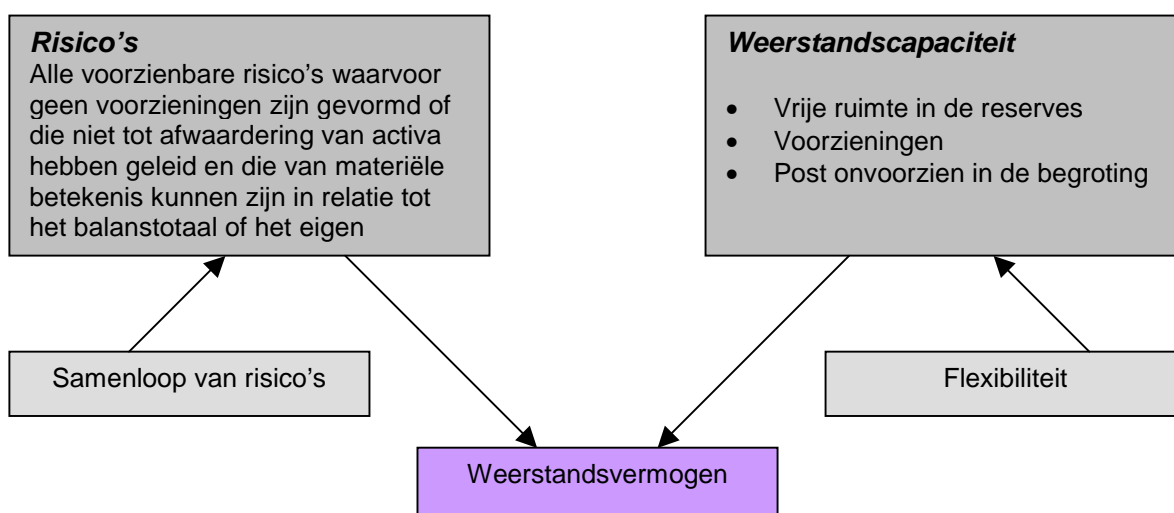 Risico's
Alle voorzienbare risico's waarvoor
geen voorzieningen zijn gevormd of
die niet tot afwaardering van activa
hebben geleid en die van materiële
betekenis kunnen zijn in relatie tot
het balanstotaal of het eigen
Weerstandscapaciteit
• Vrije ruimte in de reserves
• Voorzieningen
• Post onvoorzien in de begroting
Samenloop van risico's
Flexibiliteit
Weerstandsvermogen